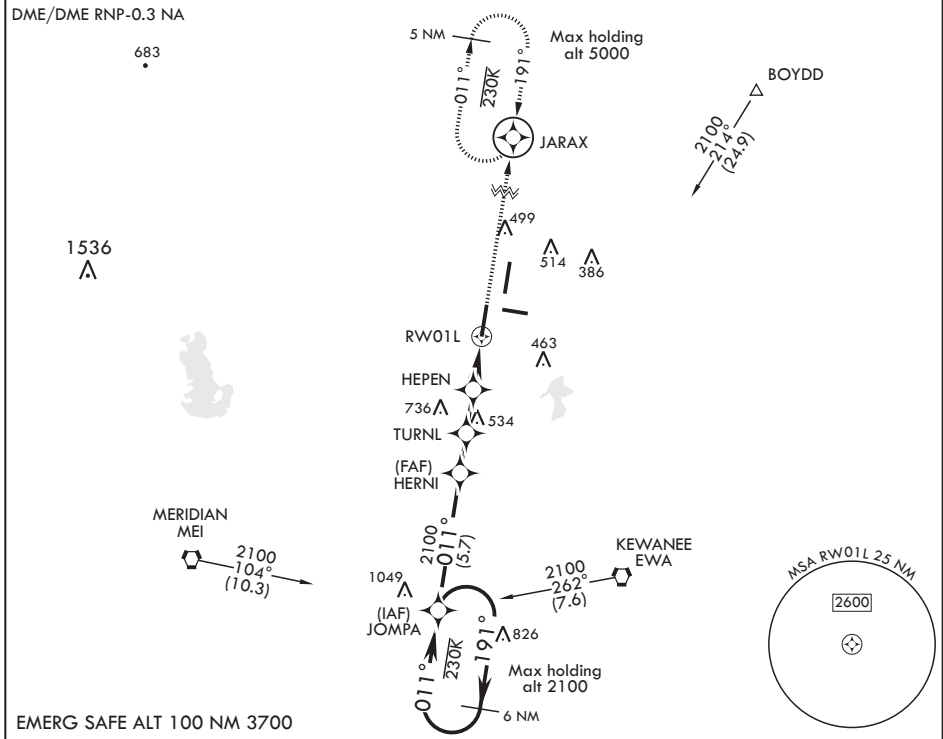 DME/DME RNP-0.3 NA
683
5 NM
Max holding
alt 5000
011°
230K
191°
BOYDD
JARAX
2100
214°
(24.9)
499
514
386
1536
RW01L
463
HEPEN
736
534
TURNL
(FAF)
HERNI
MERIDIAN
MEI
2100
104°
(10.3)
2100
011°
(5.7)
KEWANEE
EWA
2100
262°
(7.6)
1049
(IAF)
JOMPA
826
191°
230K
011°
Max holding
alt 2100
6 NM
MSA RW01L 25 NM
2600
EMERG SAFE ALT 100 NM 3700